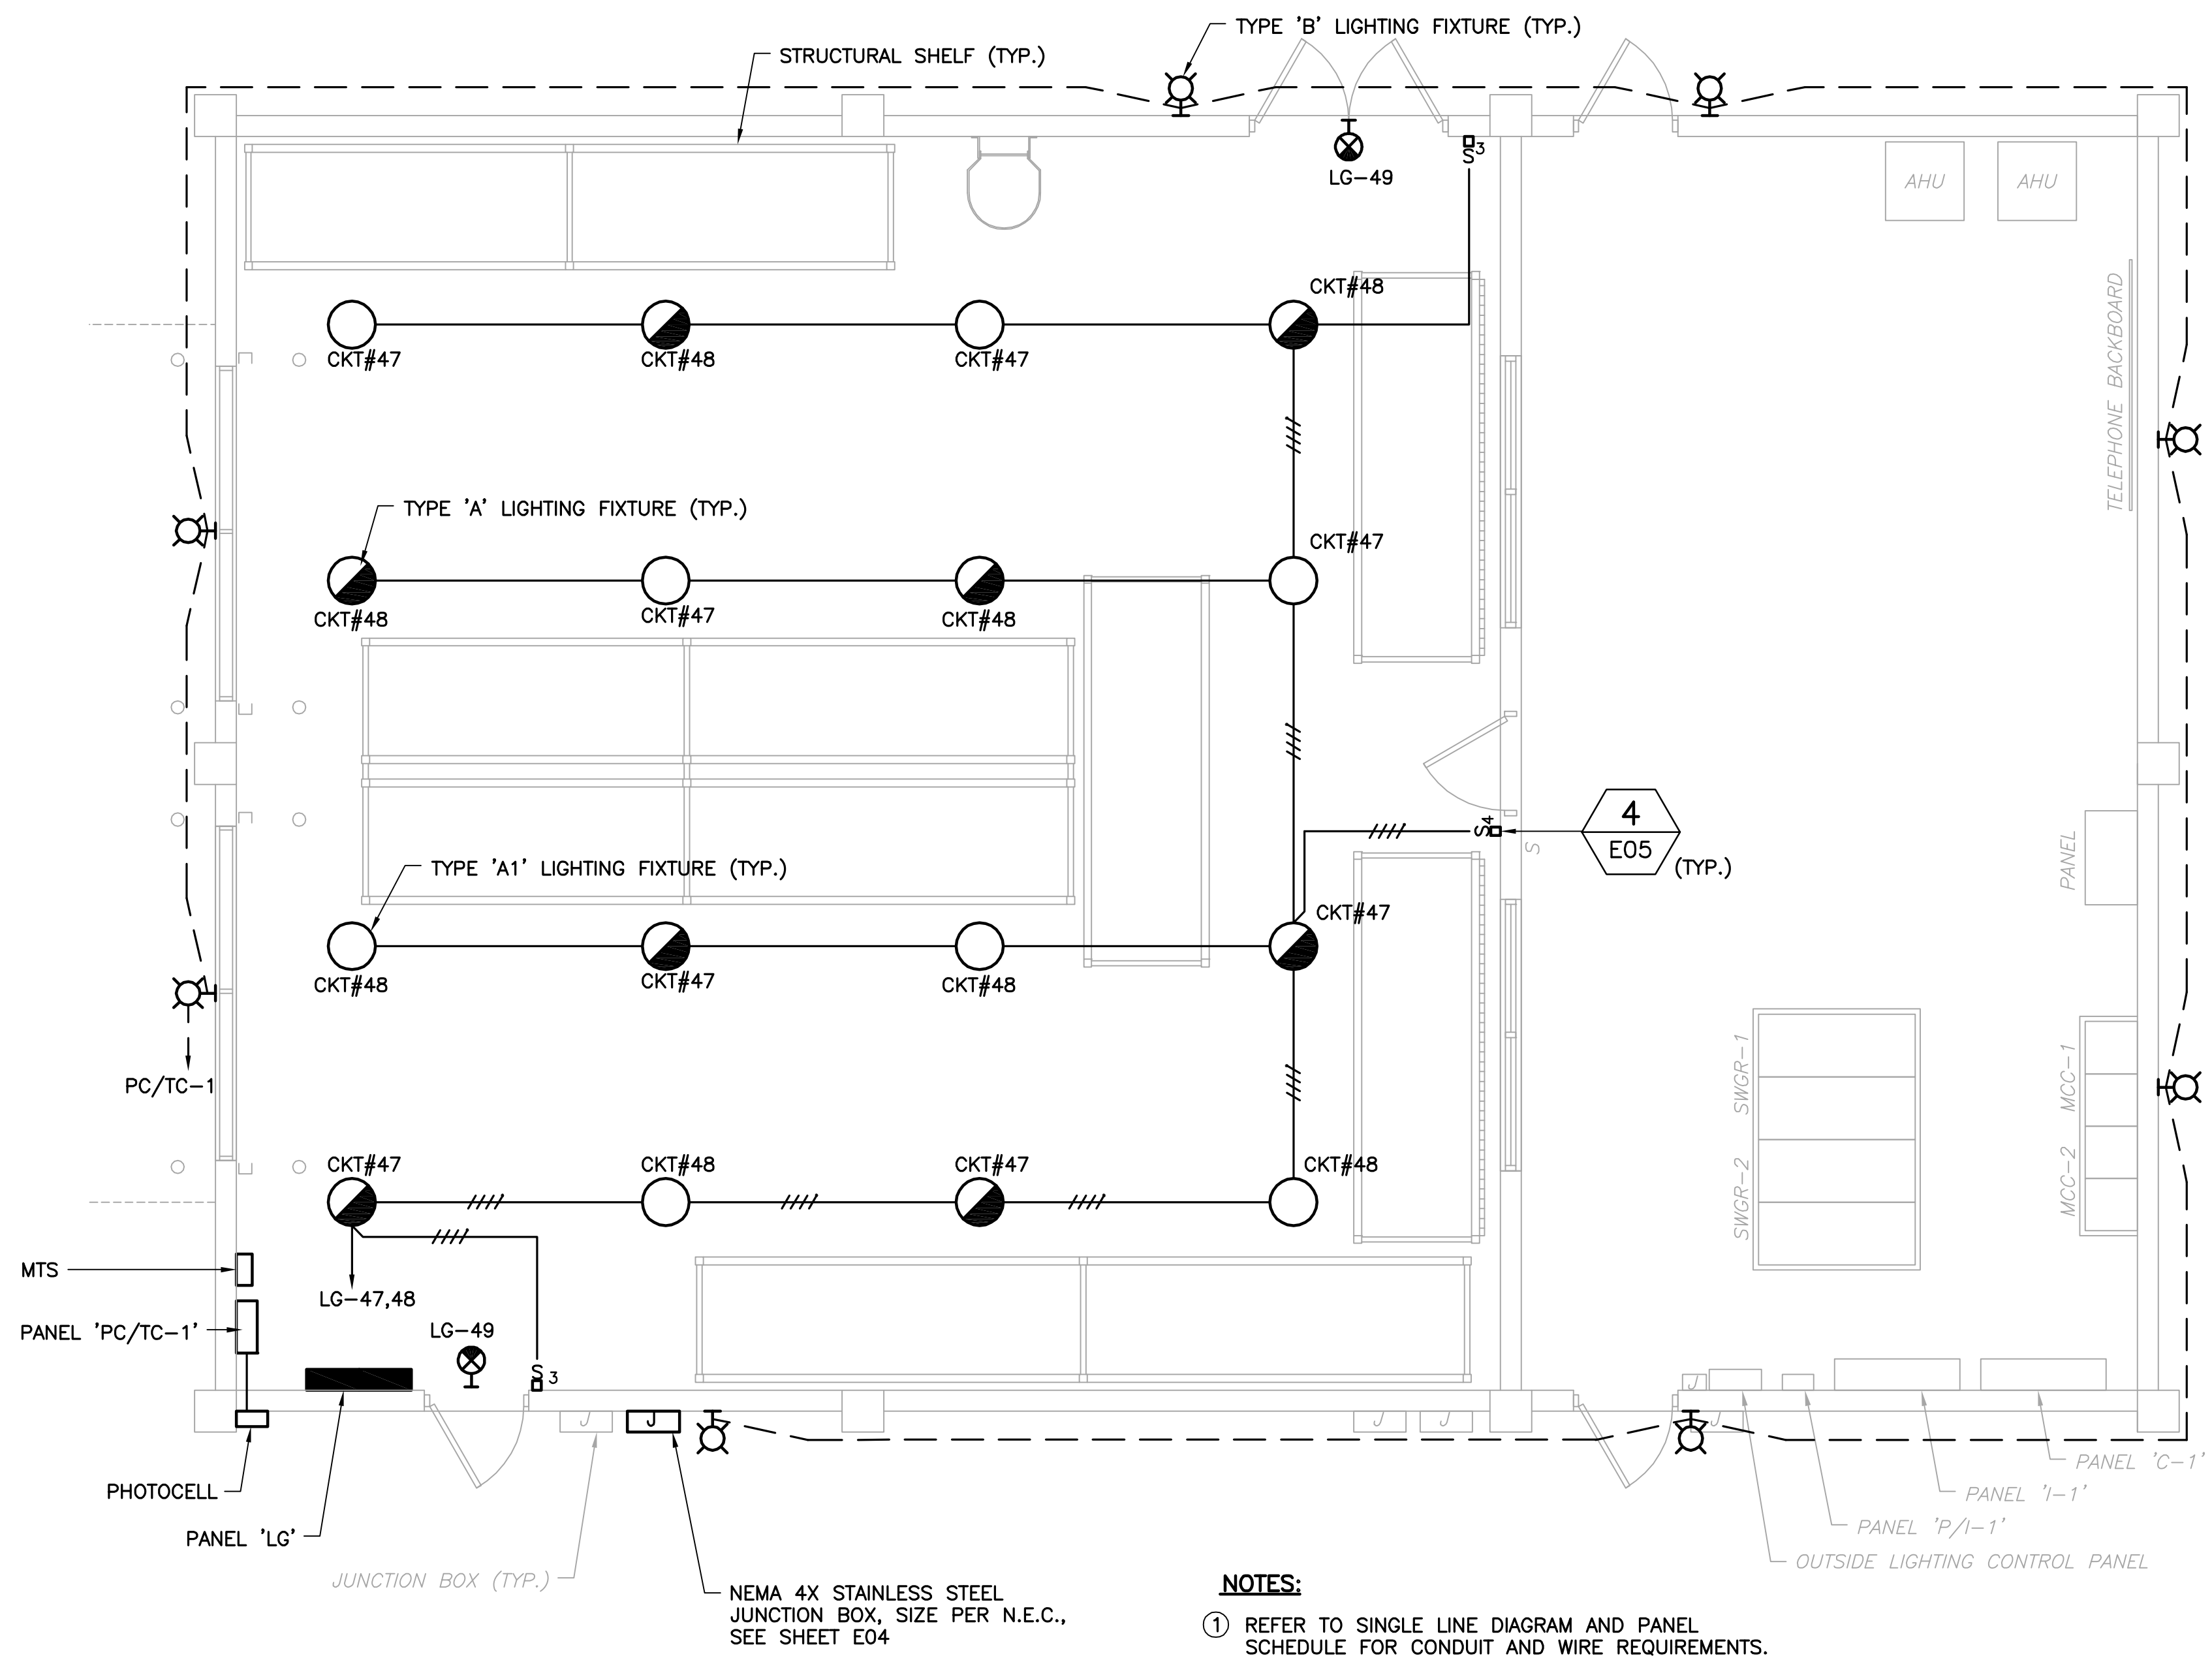 TYPE 'B' LIGHTING FIXTURE (TYP.)
STRUCTURAL SHELF (TYP.)
S3
LG-49
AHU
AHU
CKT#48
CKT#47
CKT#48
CKT#47
TELEPHONE BACKBOARD
TYPE 'A' LIGHTING FIXTURE (TYP.)
CKT#47
CKT#48
CKT#47
CKT#48
4
E05
(TYP.)
S4
S
PANEL
TYPE 'A1' LIGHTING FIXTURE (TYP.)
CKT#47
CKT#48
CKT#47
CKT#48
SWGR-1
MCC-1
PC/TC-1
CKT#47
CKT#48
CKT#47
CKT#48
SWGR-2
MCC-2
MTS
LG-47,48
PANEL 'PC/TC-1'
LG-49
S3
J
J
J
J
J
J
PANEL 'C-1'
PHOTOCELL
PANEL 'I-1'
PANEL 'P/I-1'
PANEL 'LG'
OUTSIDE LIGHTING CONTROL PANEL
JUNCTION BOX (TYP.)
NEMA 4X STAINLESS STEEL
JUNCTION BOX, SIZE PER N.E.C.,
SEE SHEET E04
NOTES:
1 REFER TO SINGLE LINE DIAGRAM AND PANEL
SCHEDULE FOR CONDUIT AND WIRE REQUIREMENTS.